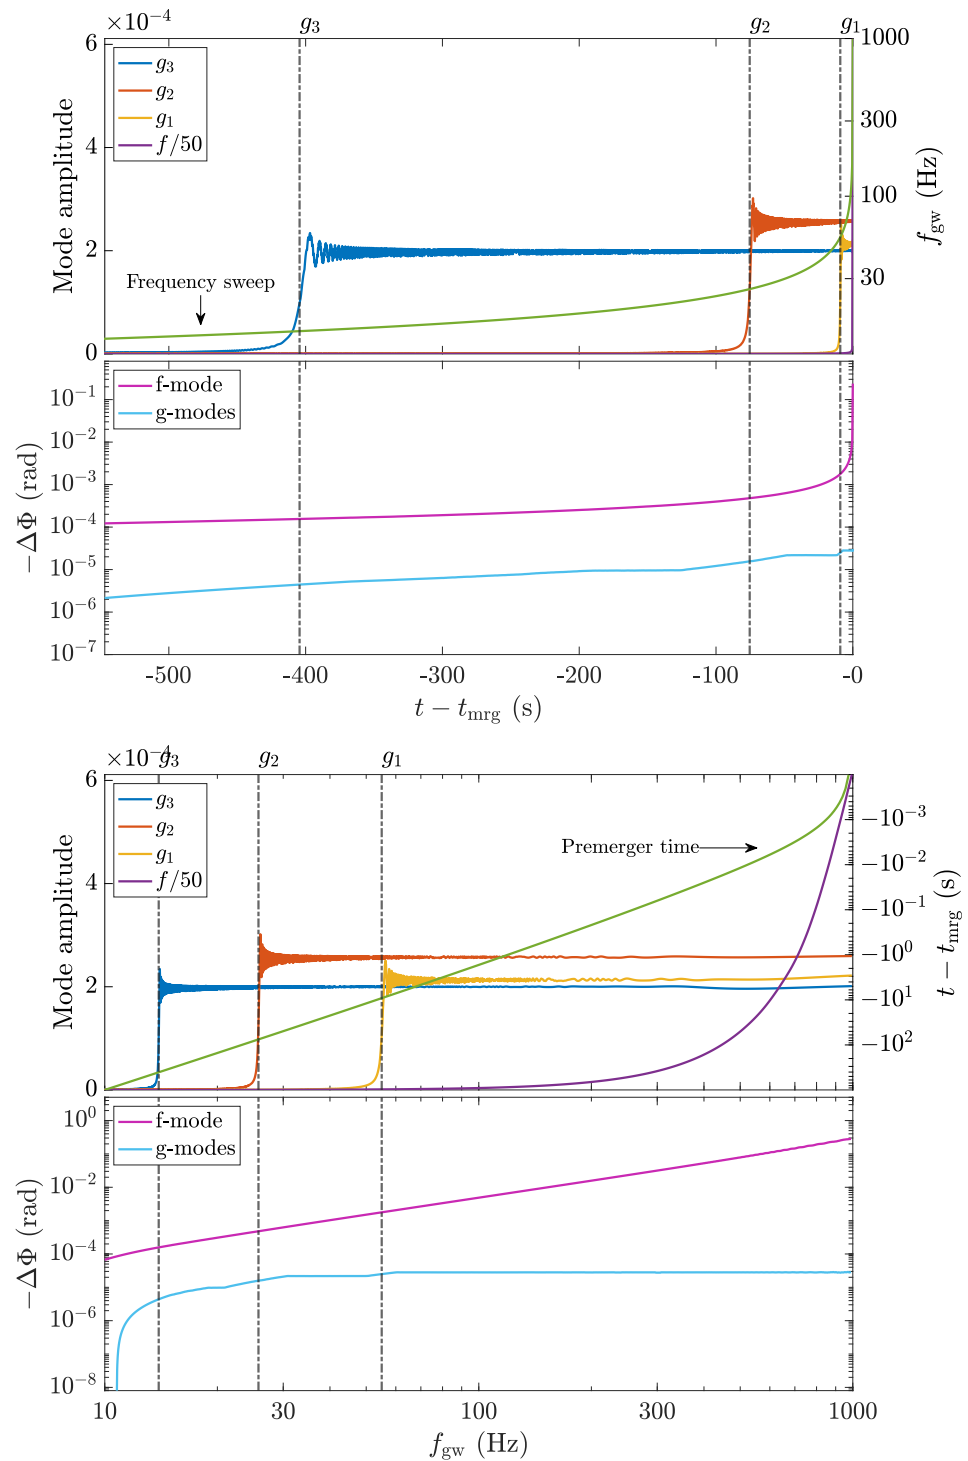 ×10⁻⁴ g₃ g₂ g₁
6 4 2 0
Mode amplitude
g₃
g₂
g₁
f/50
Frequency sweep
1000 300 100 30
f_gw (Hz)
f-mode
g-modes
10⁻¹ 10⁻² 10⁻³ 10⁻⁴ 10⁻⁵ 10⁻⁶ 10⁻⁷
−ΔΦ (rad)
-500 -400 -300 -200 -100 -0
t − t_mrg (s)
×10⁻⁴ g₃ g₂ g₁
6 4 2 0
Mode amplitude
g₃
g₂
g₁
f/50
Premerger time
−10⁻³ −10⁻² −10⁻¹ −10⁰ −10¹ −10²
t − t_mrg (s)
f-mode
g-modes
10⁰ 10⁻² 10⁻⁴ 10⁻⁶ 10⁻⁸
−ΔΦ (rad)
10 30 100 300 1000
f_gw (Hz)